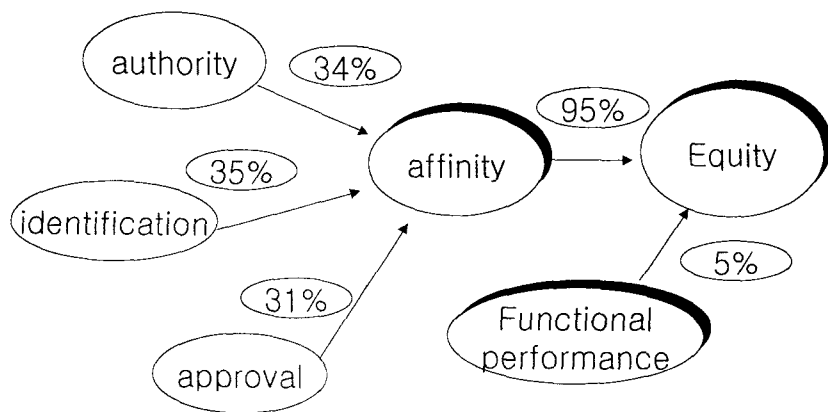 authority
34%
95%
affinity
Equity
35%
identification
5%
31%
Functional
performance
approval